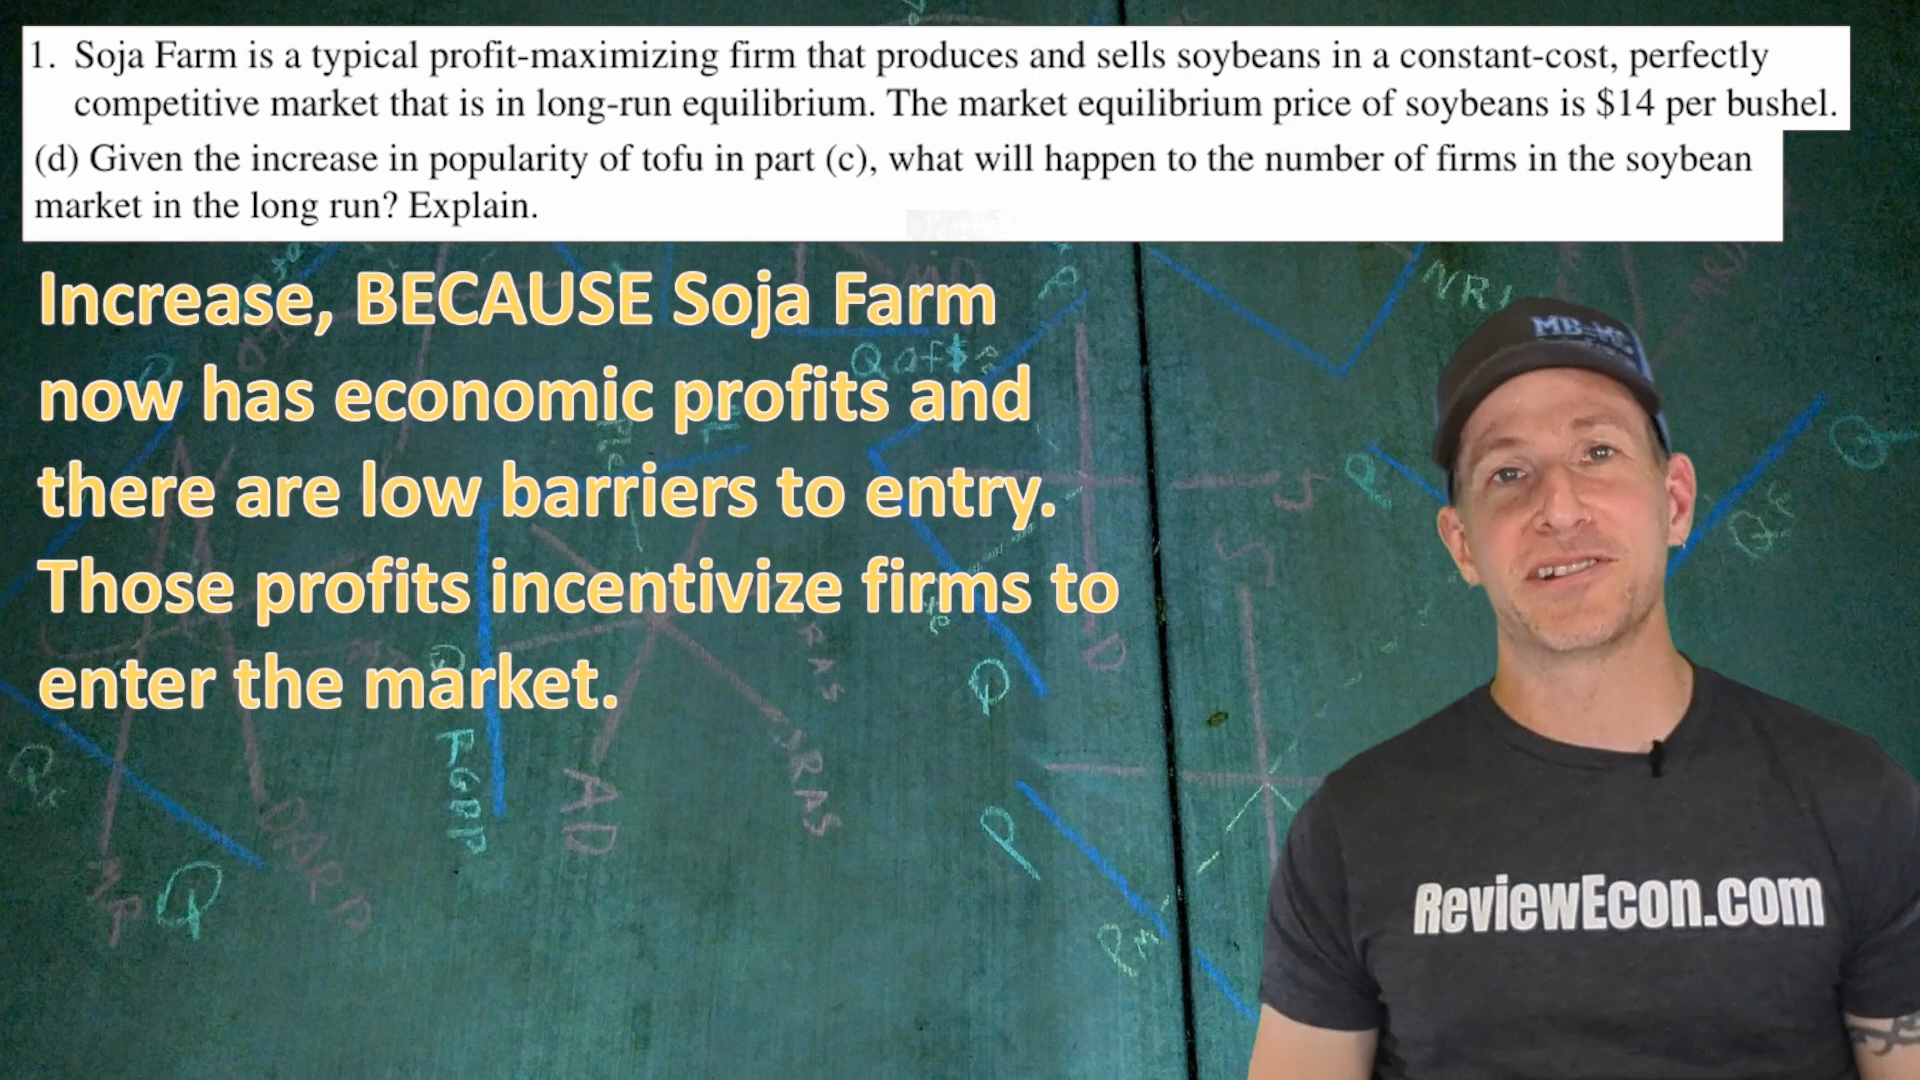 1. Soja Farm is a typical profit-maximizing firm that produces and sells soybeans in a constant-cost, perfectly
competitive market that is in long-run equilibrium. The market equilibrium price of soybeans is $14 per bushel.
(d) Given the increase in popularity of tofu in part (c), what will happen to the number of firms in the soybean
market in the long run? Explain.
Increase, BECAUSE Soja Farm
now has economic profits and
there are low barriers to entry.
Those profits incentivize firms to
enter the market.
MB=MC
ReviewEcon.com
Q
AD
SRAS
Q
P
Q
D
S
P